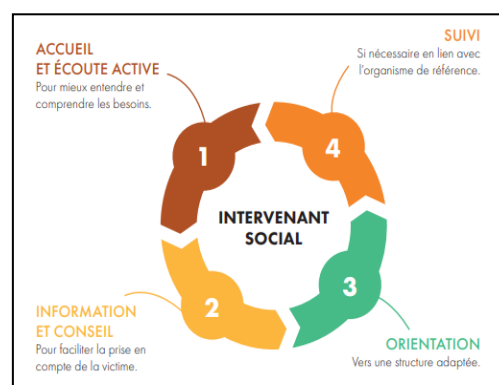 ACCUEIL
ET ÉCOUTE ACTIVE
Pour mieux entendre et
comprendre les besoins.
1
INFORMATION
ET CONSEIL
Pour faciliter la prise en
compte de la victime.
2
ORIENTATION
Vers une structure adaptée.
3
SUIVI
Si nécessaire en lien avec
l'organisme de référence.
4
INTERVENANT
SOCIAL